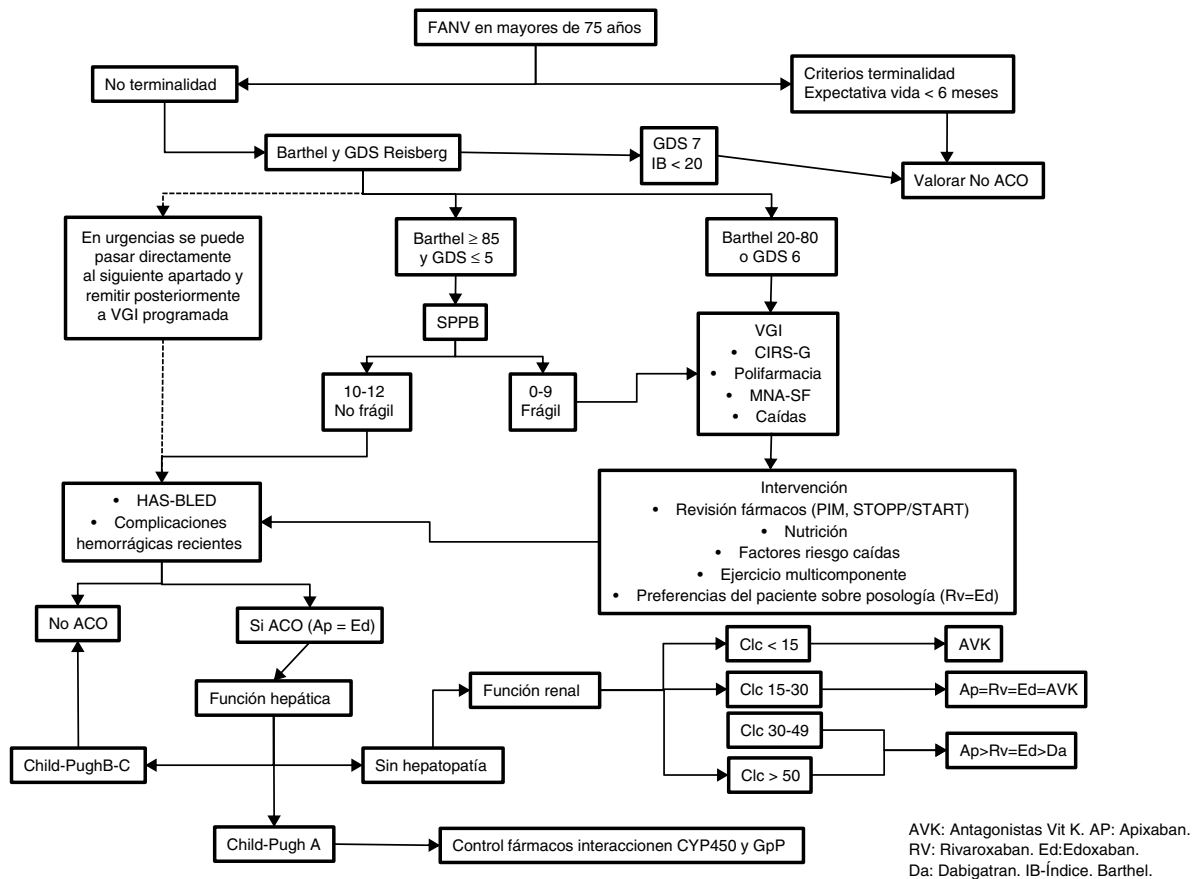 FANV en mayores de 75 años
No terminalidad
Criterios terminalidad
Expectativa vida < 6 meses
Barthel y GDS Reisberg
GDS 7
IB < 20
Valorar No ACO
En urgencias se puede
pasar directamente
al siguiente apartado y
remitir posteriormente
a VGI programada
Barthel ≥ 85
y GDS ≤ 5
Barthel 20-80
o GDS 6
SPPB
VGI
• CIRS-G
• Polifarmacia
• MNA-SF
• Caídas
10-12
No frágil
0-9
Frágil
• HAS-BLED
• Complicaciones
hemorrágicas recientes
Intervención
• Revisión fármacos (PIM, STOPP/START)
• Nutrición
• Factores riesgo caídas
• Ejercicio multicomponente
• Preferencias del paciente sobre posología (Rv=Ed)
No ACO
Si ACO (Ap = Ed)
Función hepática
Función renal
Clc < 15
AVK
Clc 15-30
Ap=Rv=Ed=AVK
Clc 30-49
Ap>Rv=Ed>Da
Clc > 50
Child-PughB-C
Sin hepatopatía
Child-Pugh A
Control fármacos interaccionen CYP450 y GpP
AVK: Antagonistas Vit K. AP: Apixaban.
RV: Rivaroxaban. Ed:Edoxaban.
Da: Dabigatran. IB-Índice. Barthel.